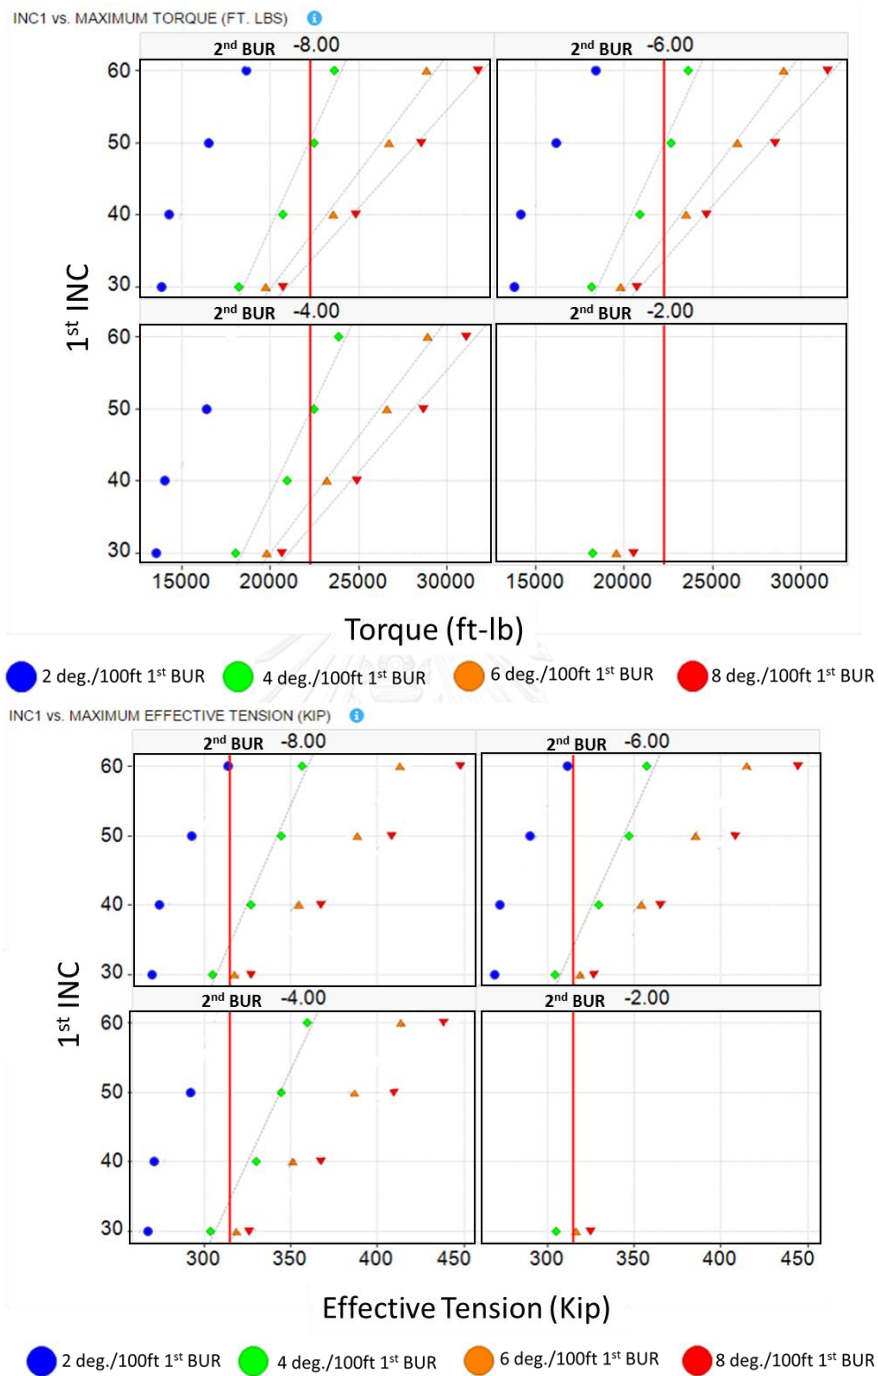 INC1 vs. MAXIMUM TORQUE (FT. LBS) i
2nd BUR -8.00
2nd BUR -6.00
60
50
40
30
2nd BUR -4.00
2nd BUR -2.00
60
50
40
30
1st INC
15000 20000 25000 30000
15000 20000 25000 30000
Torque (ft-lb)
2 deg./100ft 1st BUR
4 deg./100ft 1st BUR
6 deg./100ft 1st BUR
8 deg./100ft 1st BUR
INC1 vs. MAXIMUM EFFECTIVE TENSION (KIP) i
2nd BUR -8.00
2nd BUR -6.00
60
50
40
30
2nd BUR -4.00
2nd BUR -2.00
60
50
40
30
1st INC
300 350 400 450
300 350 400 450
Effective Tension (Kip)
2 deg./100ft 1st BUR
4 deg./100ft 1st BUR
6 deg./100ft 1st BUR
8 deg./100ft 1st BUR